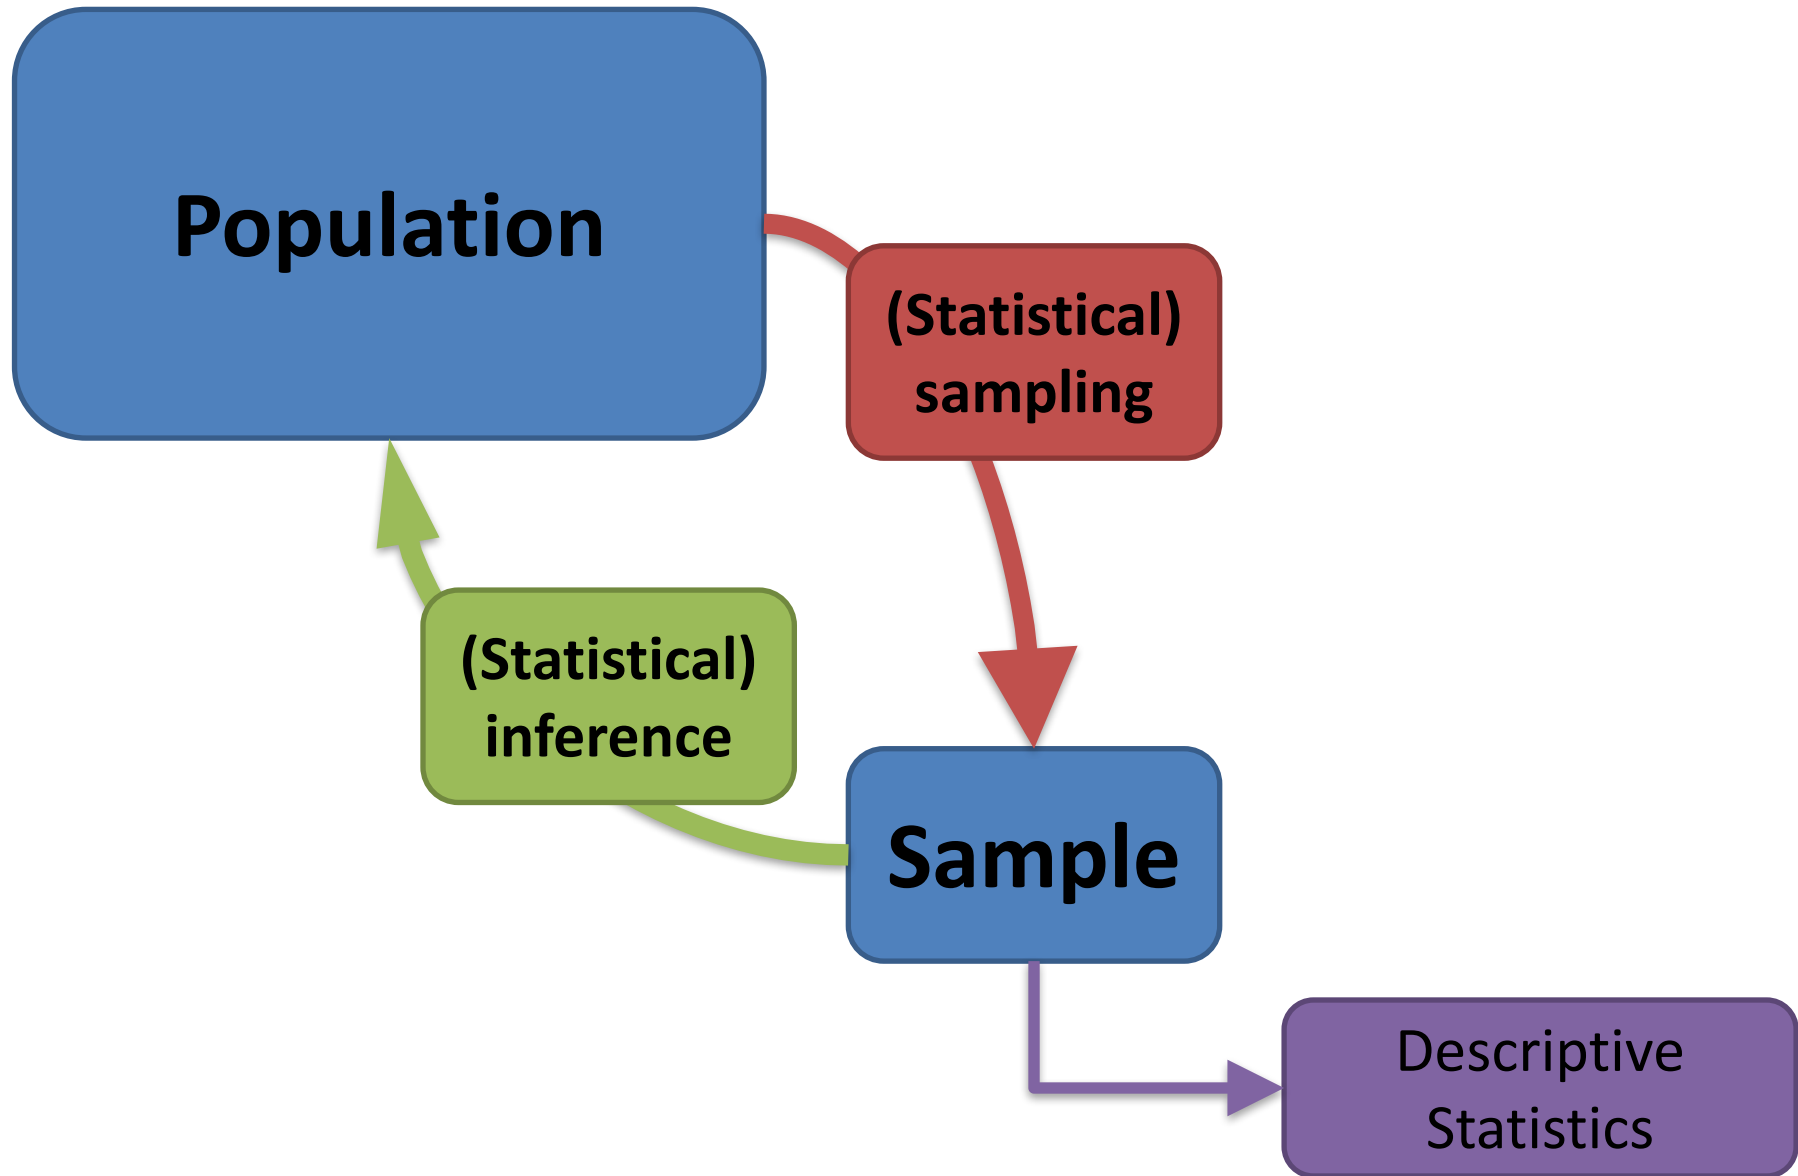 Population
(Statistical)
sampling
(Statistical)
inference
Sample
Descriptive
Statistics